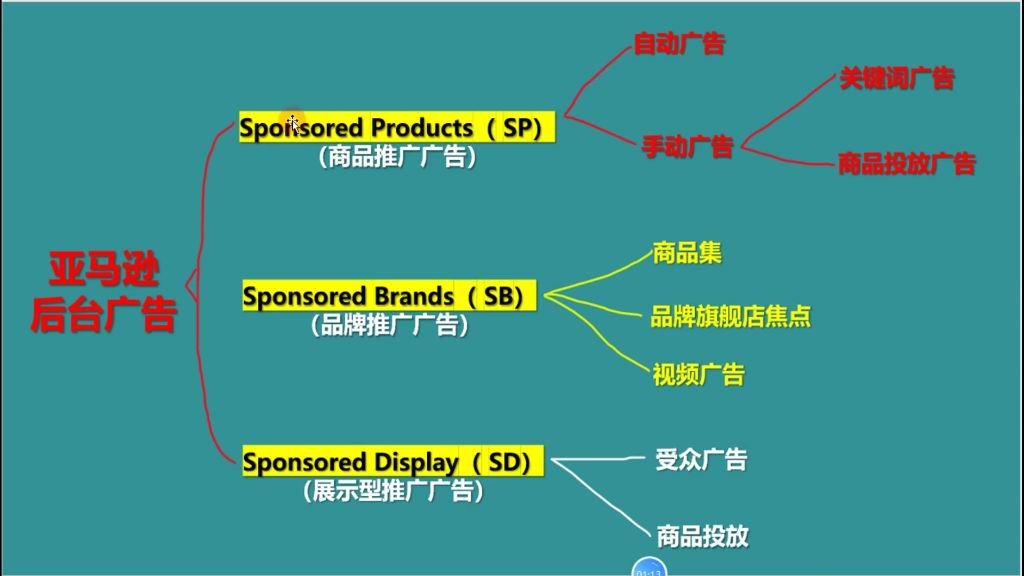 亚马逊
后台广告
Sponsored Products（SP）
（商品推广广告）
自动广告
手动广告
关键词广告
商品投放广告
Sponsored Brands（SB）
（品牌推广广告）
商品集
品牌旗舰店焦点
视频广告
Sponsored Display（SD）
（展示型推广广告）
受众广告
商品投放
01:13